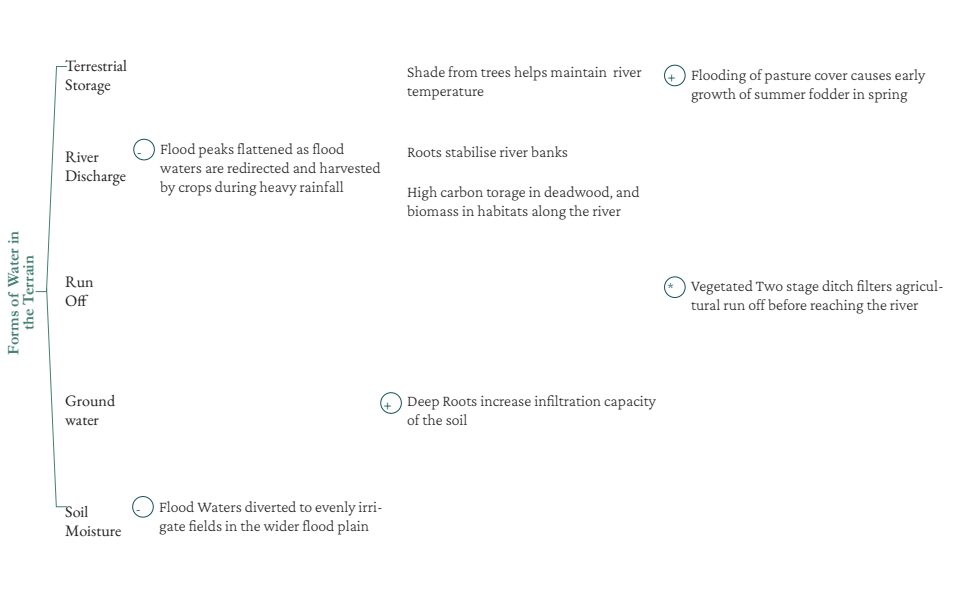 Forms of Water in
the Terrain
Terrestrial
Storage
Shade from trees helps maintain river
temperature
+
Flooding of pasture cover causes early
growth of summer fodder in spring
River
Discharge
-
Flood peaks flattened as flood
waters are redirected and harvested
by crops during heavy rainfall
Roots stabilise river banks
High carbon torage in deadwood, and
biomass in habitats along the river
Run
Off
*
Vegetated Two stage ditch filters agricul-
tural run off before reaching the river
Ground
water
+
Deep Roots increase infiltration capacity
of the soil
Soil
Moisture
-
Flood Waters diverted to evenly irri-
gate fields in the wider flood plain